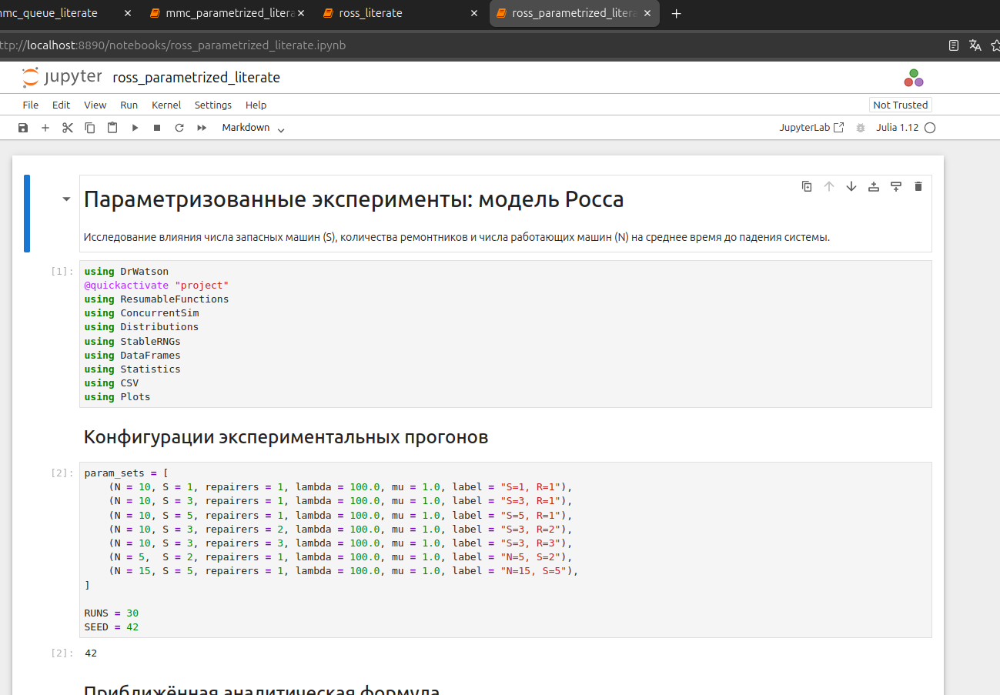 mmc_queue_literate
mmc_parametrized_litera
ross_literate
ross_parametrized_litera
ttp://localhost:8890/notebooks/ross_parametrized_literate.ipynb
jupyter ross_parametrized_literate
File Edit View Run Kernel Settings Help
Not Trusted
Markdown
JupyterLab
Julia 1.12
Параметризованные эксперименты: модель Росса
Исследование влияния числа запасных машин (S), количества ремонтников и числа работающих машин (N) на среднее время до падения системы.
[1]: using DrWatson
@quickactivate "project"
using ResumableFunctions
using ConcurrentSim
using Distributions
using StableRNGs
using DataFrames
using Statistics
using CSV
using Plots
Конфигурации экспериментальных прогонов
[2]: param_sets = [
    (N = 10, S = 1, repairers = 1, lambda = 100.0, mu = 1.0, label = "S=1, R=1"),
    (N = 10, S = 3, repairers = 1, lambda = 100.0, mu = 1.0, label = "S=3, R=1"),
    (N = 10, S = 5, repairers = 1, lambda = 100.0, mu = 1.0, label = "S=5, R=1"),
    (N = 10, S = 3, repairers = 2, lambda = 100.0, mu = 1.0, label = "S=3, R=2"),
    (N = 10, S = 3, repairers = 3, lambda = 100.0, mu = 1.0, label = "S=3, R=3"),
    (N = 5,  S = 2, repairers = 1, lambda = 100.0, mu = 1.0, label = "N=5, S=2"),
    (N = 15, S = 5, repairers = 1, lambda = 100.0, mu = 1.0, label = "N=15, S=5"),
]
RUNS = 30
SEED = 42
[2]: 42
Приближённая аналитическая формула